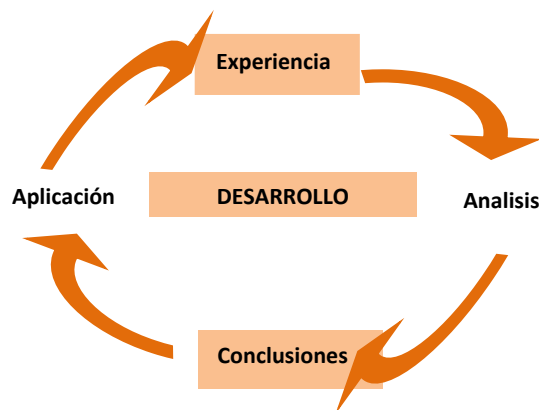 Experiencia
Aplicación
DESARROLLO
Analisis
Conclusiones